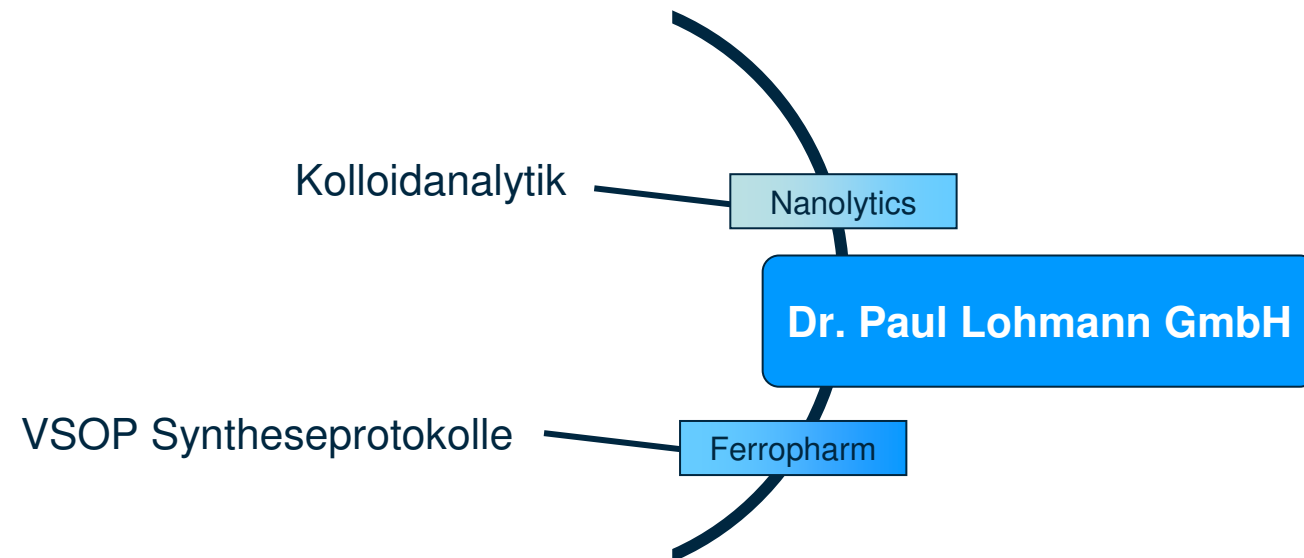 Kolloidanalytik
Nanolytics
Dr. Paul Lohmann GmbH
VSOP Syntheseprotokolle
Ferropharm